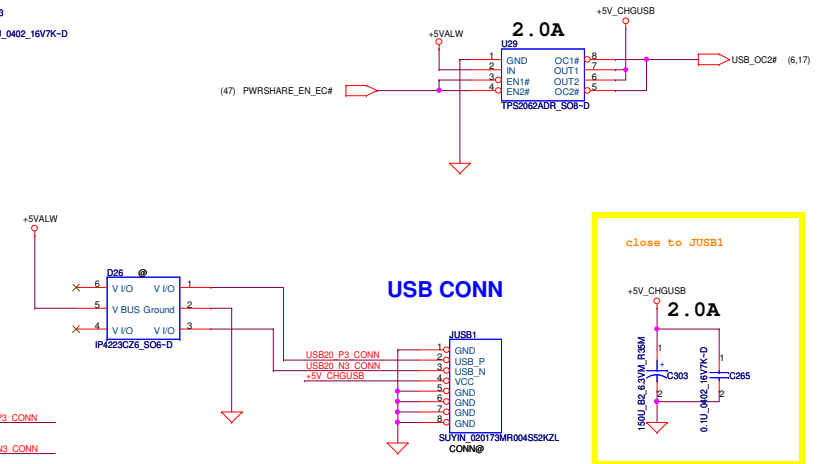 3
U_0402_16V7K~D
+5VALW
2.0A
+5V_CHGUSB
U29
1 GND OC1# 8
2 IN OUT1 7
3 EN1# OUT2 6
4 EN2# OC2# 5
TPS2062ADR_SO8~D
(47) PWRSHARE_EN_EC#
USB_OC2# (6,17)
+5VALW
D26 @
6 V I/O V I/O 1
5 V BUS Ground 2
4 V I/O V I/O 3
IP4223CZ6_SO6~D
USB CONN
JUSB1
1 GND
USB20_P3_CONN 2 USB_P
USB20_N3_CONN 3 USB_N
+5V_CHGUSB 4 VCC
5 GND
6 GND
7 GND
8 GND
SUYIN_020173MR004S52KZL
CONN@
P3_CONN
N3_CONN
close to JUSB1
+5V_CHGUSB
2.0A
150U_B2_6.3VM_R35M
1
+
C303
2
0.1U_0402_16V7K~D
1
C265
2